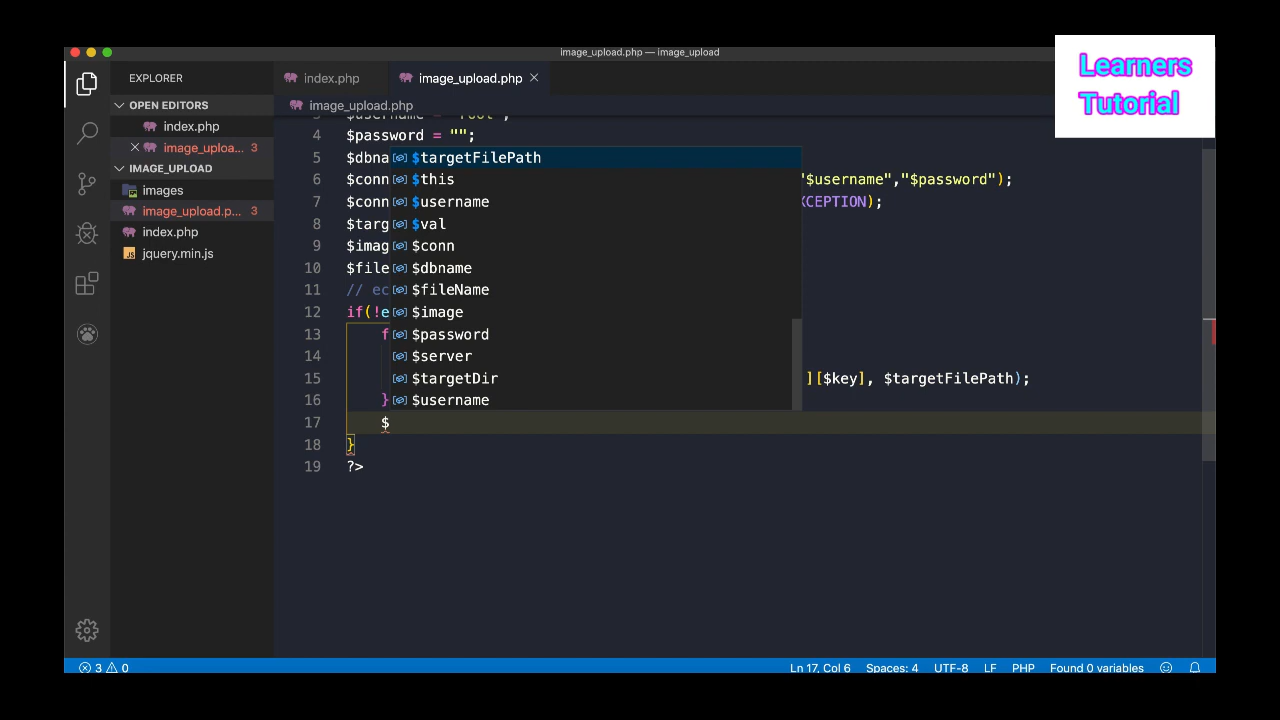 image_upload.php — image_upload
Learners
Tutorial
EXPLORER
index.php
image_upload.php
OPEN EDITORS
image_upload.php
index.php
image_uploa... 3
IMAGE_UPLOAD
images
image_upload.p... 3
index.php
jquery.min.js
4 $password = "";
5 $dbna
6 $conn "$username","$password");
7 $conn XCEPTION);
8 $targ
9 $imag
10 $file
11 // ec
12 if(!e
13 f
14
15 ][$key], $targetFilePath);
16 }
17 $
18 }
19 ?>
$targetFilePath
$this
$username
$val
$conn
$dbname
$fileName
$image
$password
$server
$targetDir
$username
3 0
Ln 17, Col 6 Spaces: 4 UTF-8 LF PHP Found 0 variables